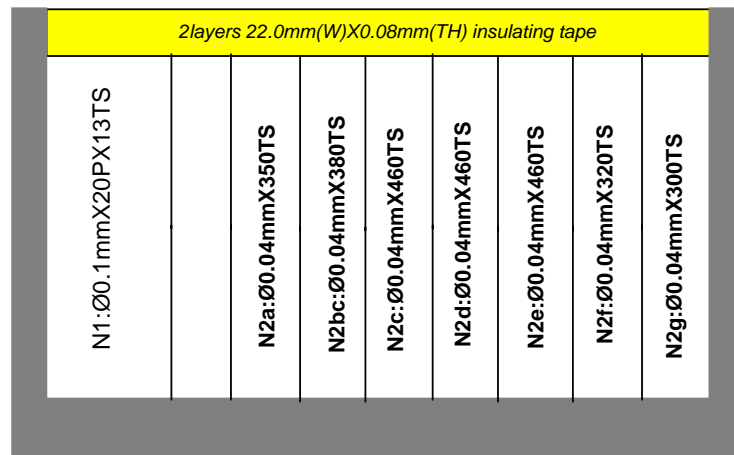 2layers 22.0mm(W)X0.08mm(TH) insulating tape
N1:Ø0.1mmX20PX13TS
N2a:Ø0.04mmX350TS
N2bc:Ø0.04mmX380TS
N2c:Ø0.04mmX460TS
N2d:Ø0.04mmX460TS
N2e:Ø0.04mmX460TS
N2f:Ø0.04mmX320TS
N2g:Ø0.04mmX300TS